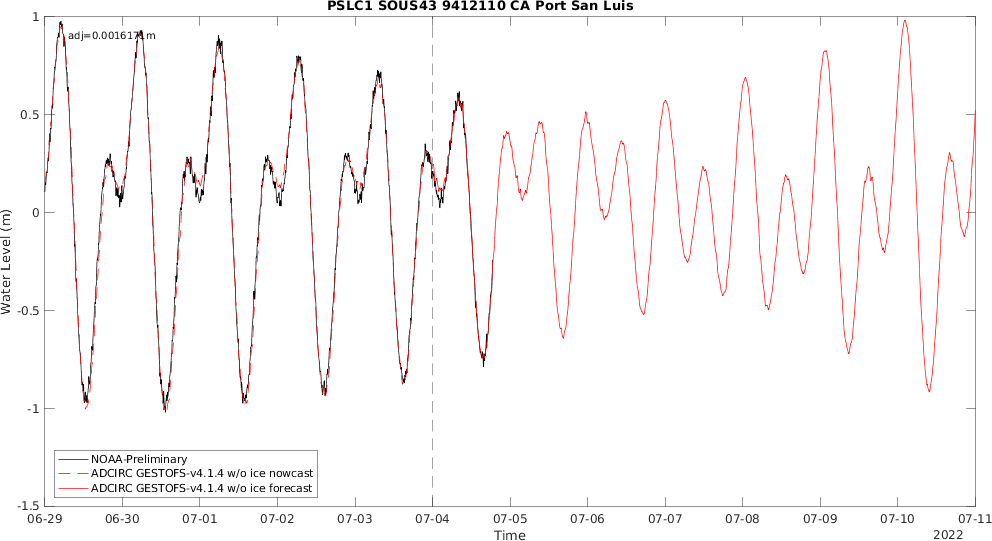 PSLC1 SOUS43 9412110 CA Port San Luis
adj=0.0016171m
1
0.5
0
-0.5
-1
-1.5
Water Level (m)
NOAA-Preliminary
ADCIRC GESTOFS-v4.1.4 w/o ice nowcast
ADCIRC GESTOFS-v4.1.4 w/o ice forecast
06-29 06-30 07-01 07-02 07-03 07-04 07-05 07-06 07-07 07-08 07-09 07-10 07-11
Time
2022